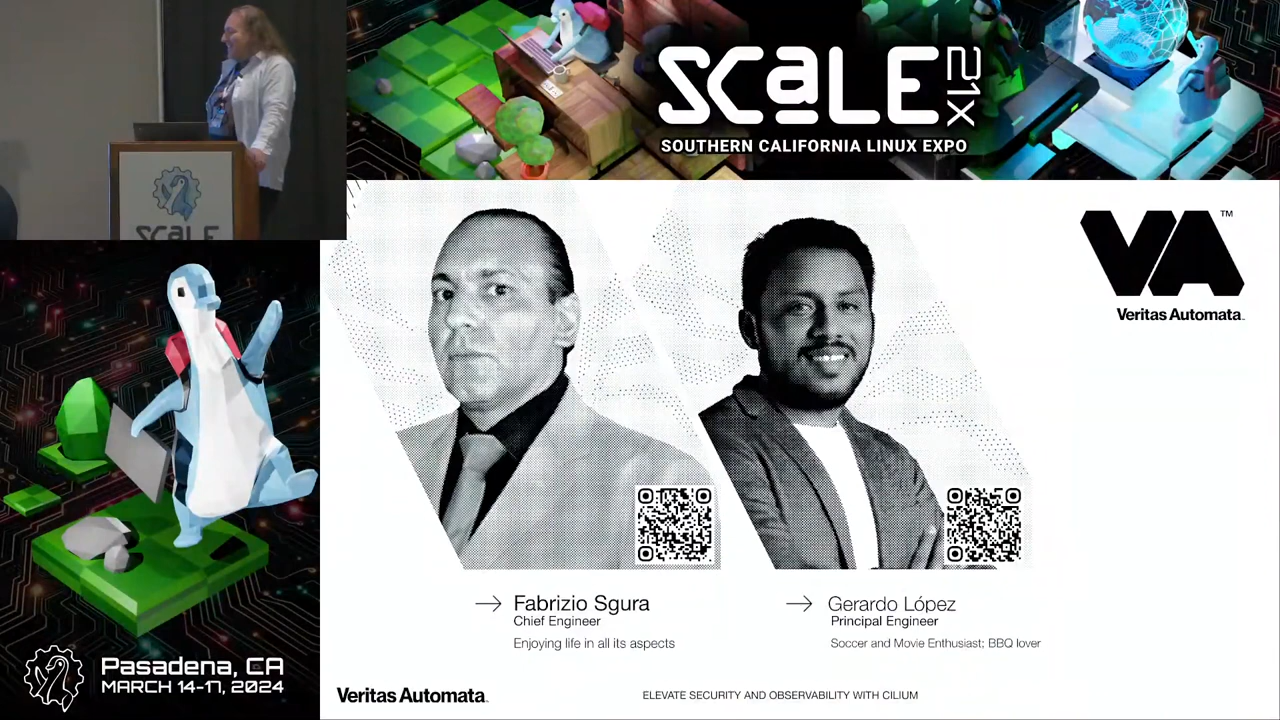 SCALE 21X
SOUTHERN CALIFORNIA LINUX EXPO
SCALE
VA™
Veritas Automata.
Fabrizio Sgura
Chief Engineer
Enjoying life in all its aspects
Gerardo López
Principal Engineer
Soccer and Movie Enthusiast; BBQ lover
Pasadena, CA
MARCH 14-17, 2024
Veritas Automata.
ELEVATE SECURITY AND OBSERVABILITY WITH CILIUM